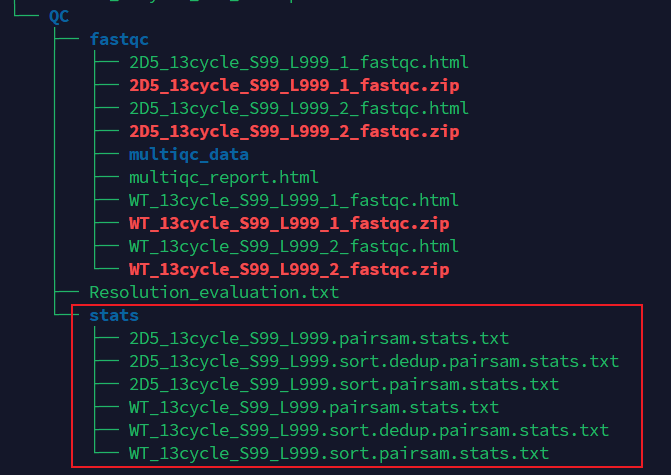 QC
fastqc
2D5_13cycle_S99_L999_1_fastqc.html
2D5_13cycle_S99_L999_1_fastqc.zip
2D5_13cycle_S99_L999_2_fastqc.html
2D5_13cycle_S99_L999_2_fastqc.zip
multiqc_data
multiqc_report.html
WT_13cycle_S99_L999_1_fastqc.html
WT_13cycle_S99_L999_1_fastqc.zip
WT_13cycle_S99_L999_2_fastqc.html
WT_13cycle_S99_L999_2_fastqc.zip
Resolution_evaluation.txt
stats
2D5_13cycle_S99_L999.pairsam.stats.txt
2D5_13cycle_S99_L999.sort.dedup.pairsam.stats.txt
2D5_13cycle_S99_L999.sort.pairsam.stats.txt
WT_13cycle_S99_L999.pairsam.stats.txt
WT_13cycle_S99_L999.sort.dedup.pairsam.stats.txt
WT_13cycle_S99_L999.sort.pairsam.stats.txt